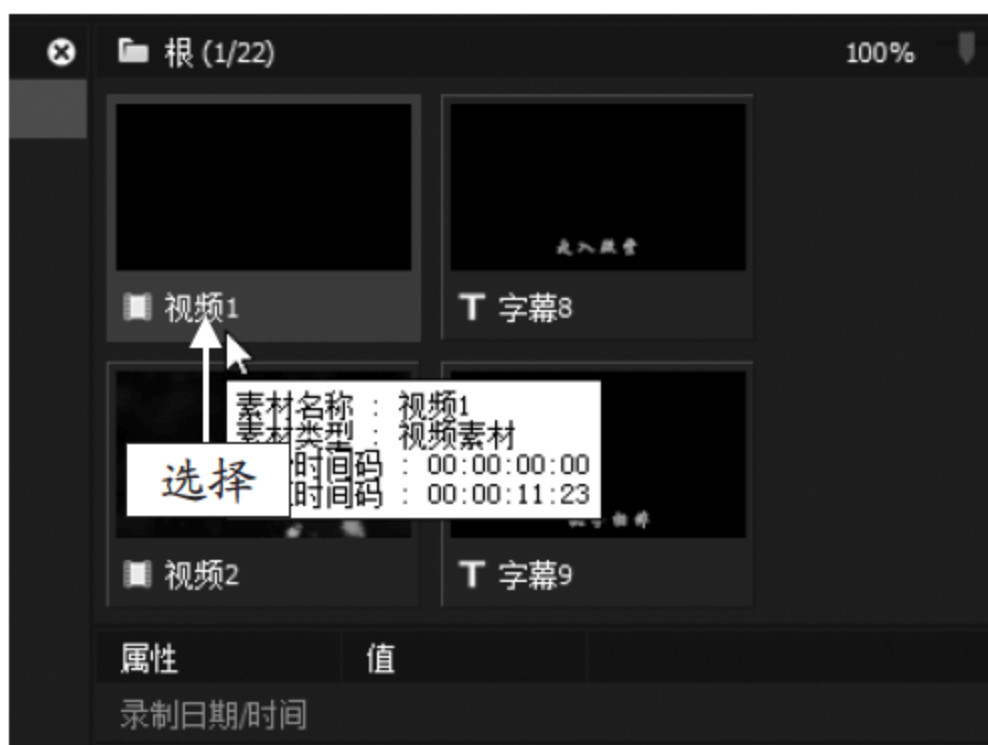 根 (1/22) 100%
视频1
T 字幕8
素材名称 : 视频1
素材类型 : 视频素材
时间码 : 00:00:00:00
时间码 : 00:00:11:23
选择
视频2
T 字幕9
属性 值
录制日期/时间